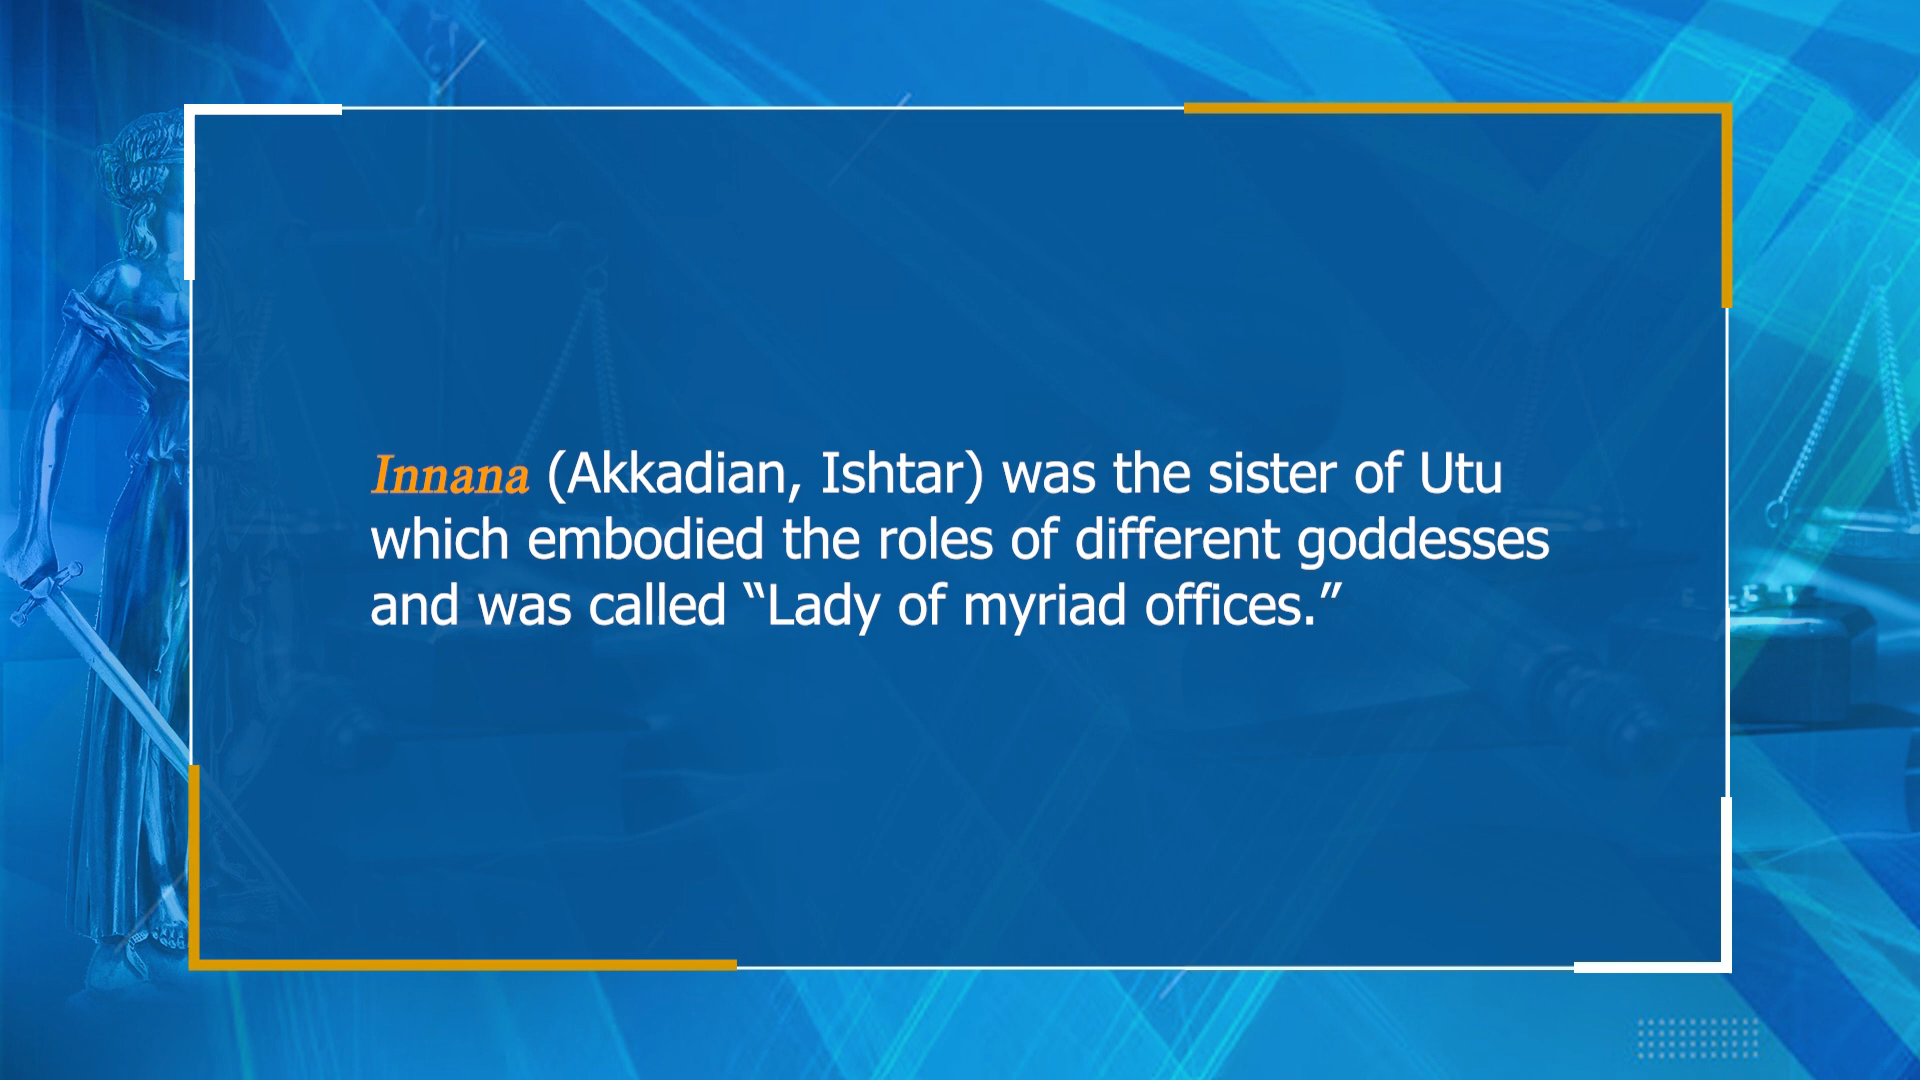 Innana (Akkadian, Ishtar) was the sister of Utu
which embodied the roles of different goddesses
and was called “Lady of myriad offices.”